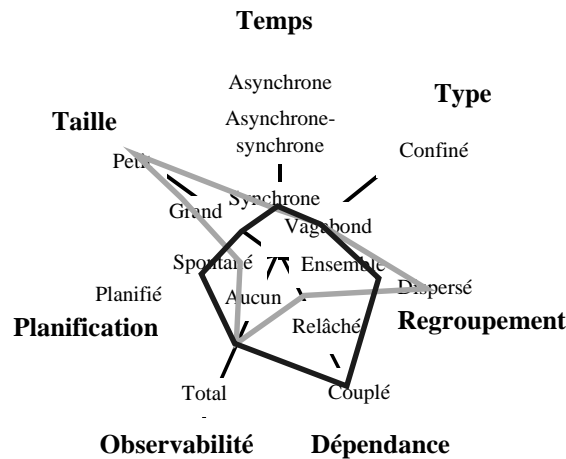 Temps
Asynchrone
Type
Asynchrone-
synchrone
Taille
Confiné
Petit
Synchrone
Grand
Vagabond
Spontané
Ensemble
Planifié
Aucun
Dispersé
Planification
Relâché
Regroupement
Total
Couplé
Observabilité
Dépendance